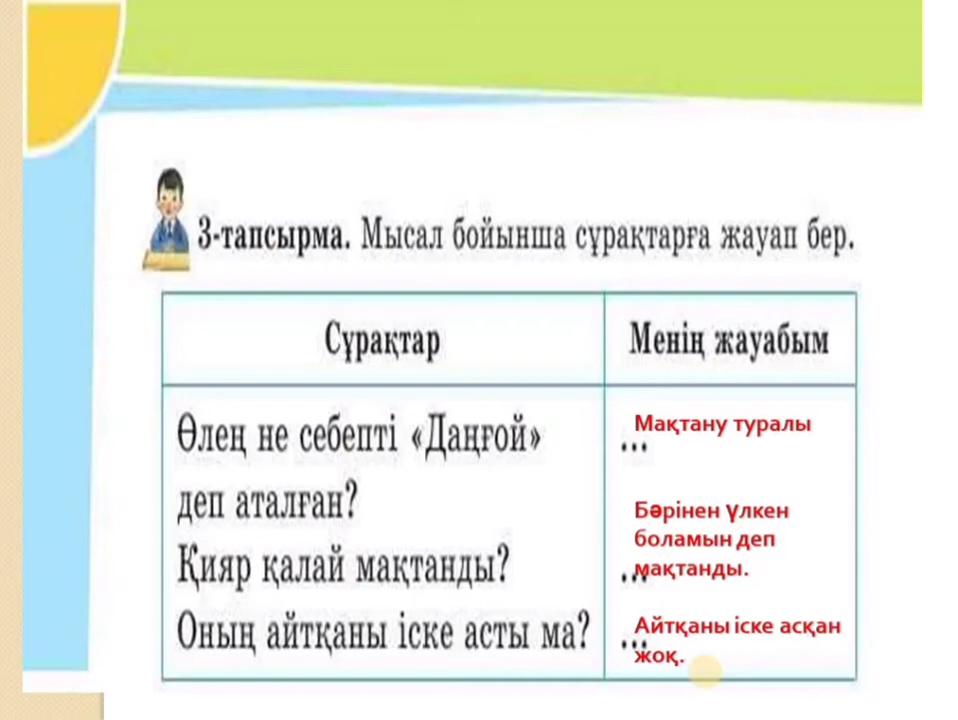 3-тапсырма. Мысал бойынша сұрақтарға жауап бер.
Сұрақтар
Менің жауабым
Өлең не себепті «Даңғой»
деп аталған?
... Мақтану туралы
Қияр қалай мақтанды?
Бәрінен үлкен
боламын деп
... мақтанды.
Оның айтқаны іске асты ма?
Айтқаны іске асқан
... жоқ.